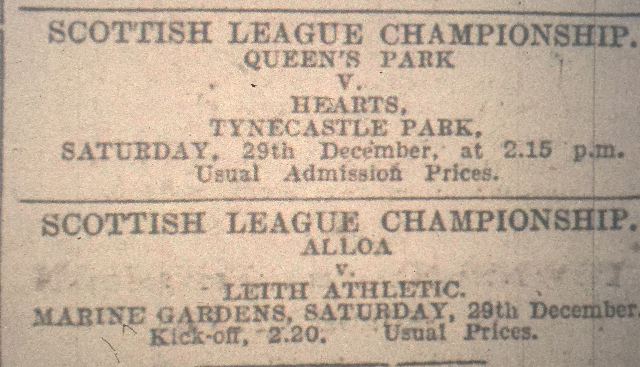 SCOTTISH LEAGUE CHAMPIONSHIP.
QUEEN'S PARK
V.
HEARTS,
TYNECASTLE PARK,
SATURDAY, 29th December, at 2.15 p.m.
Usual Admission Prices.
SCOTTISH LEAGUE CHAMPIONSHIP.
ALLOA
v.
LEITH ATHLETIC.
MARINE GARDENS, SATURDAY, 29th December.
Kick-off, 2.20. Usual Prices.